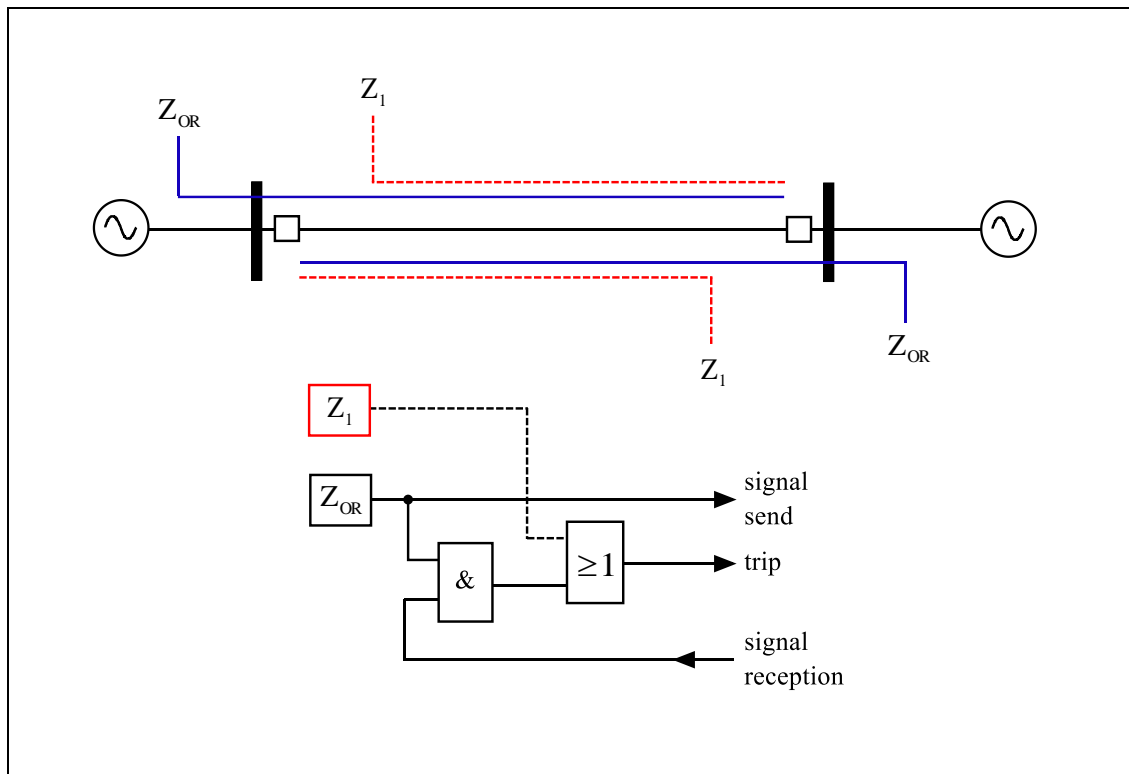 Z1
ZOR
ZOR
Z1
Z1
ZOR
signal
send
&
≥1
trip
signal
reception